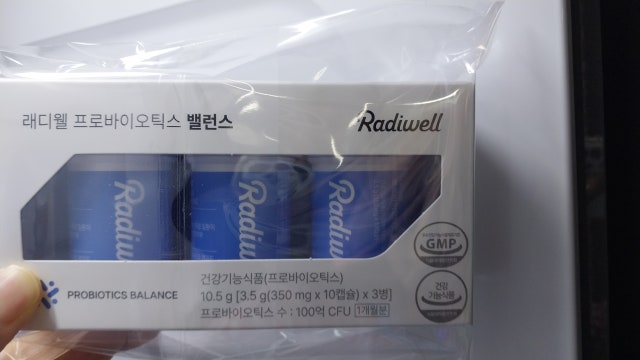 래디웰 프로바이오틱스 밸런스
Radiwell
Radiw
Radiw
Radiw
GMP
건강
기능식품
PROBIOTICS BALANCE
건강기능식품(프로바이오틱스)
10.5 g [3.5 g(350 mg x 10캡슐) x 3병]
프로바이오틱스 수 : 100억 CFU 1개월분